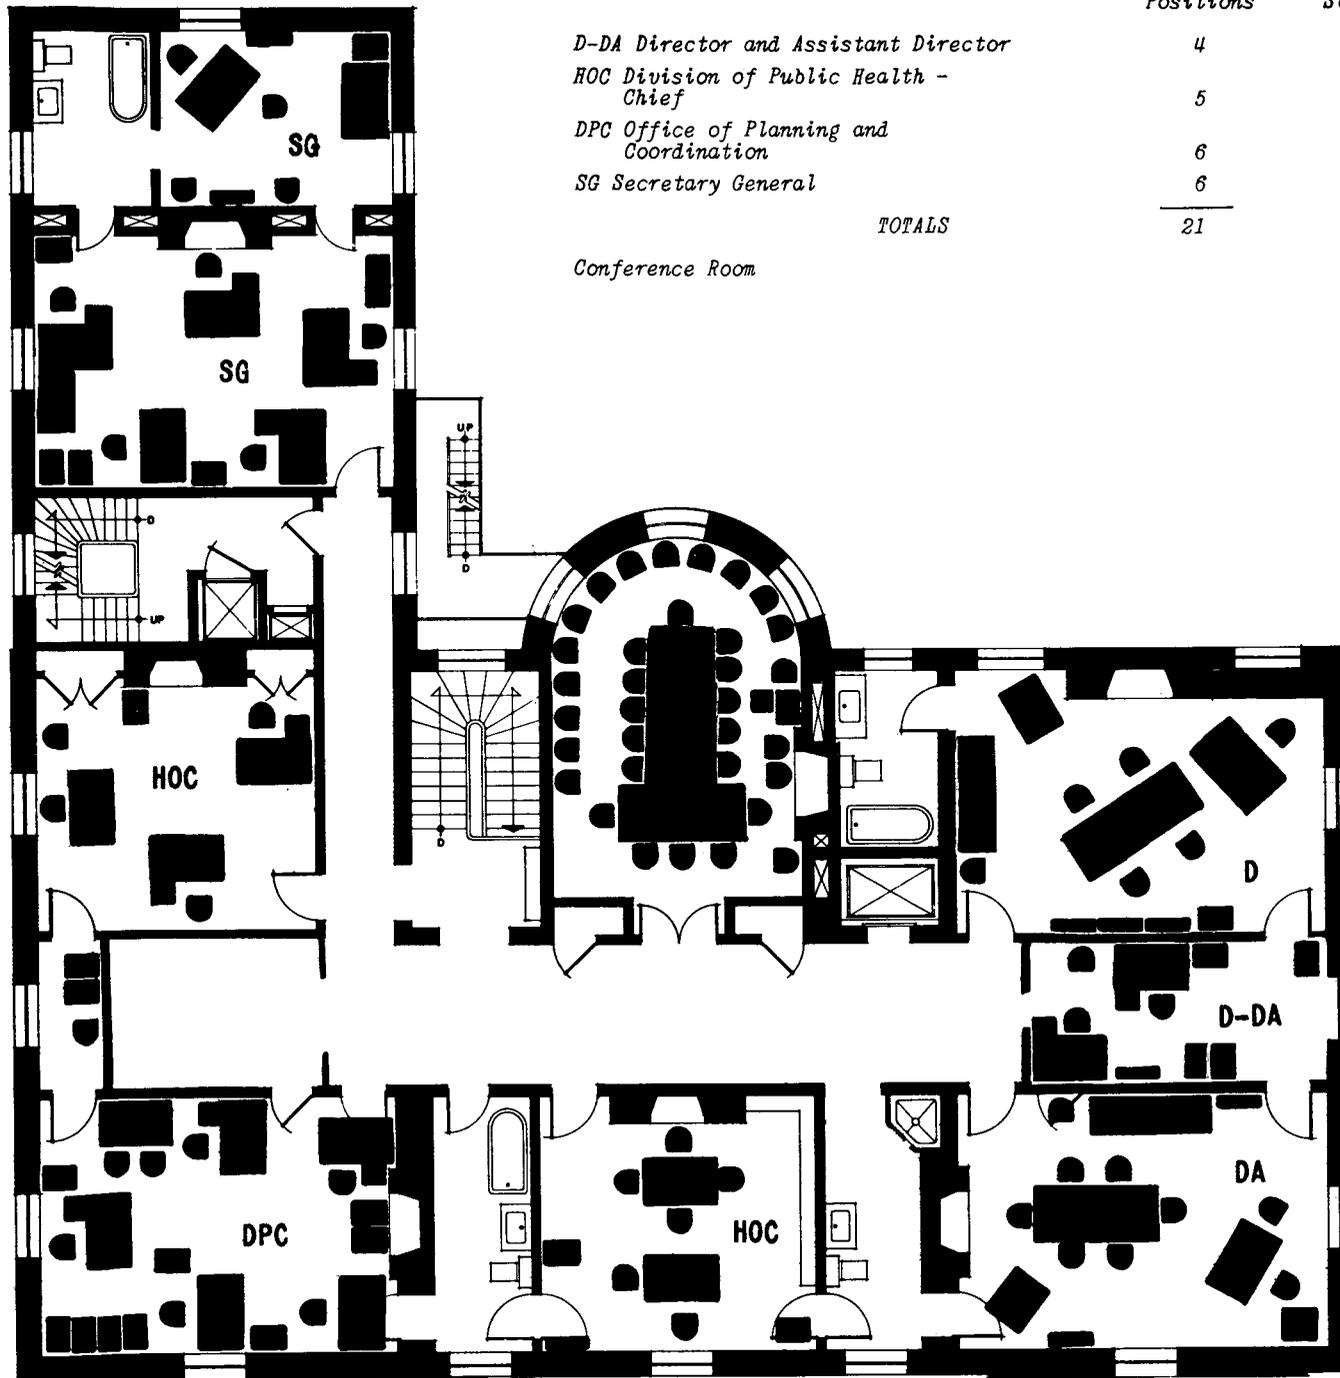 Positions
D-DA Director and Assistant Director 4
HOC Division of Public Health -
Chief 5
DPC Office of Planning and
Coordination 6
SG Secretary General 6
TOTALS 21
Conference Room
SG
SG
UP
D
D
UP
HOC
D
D
D-DA
DA
DPC
HOC